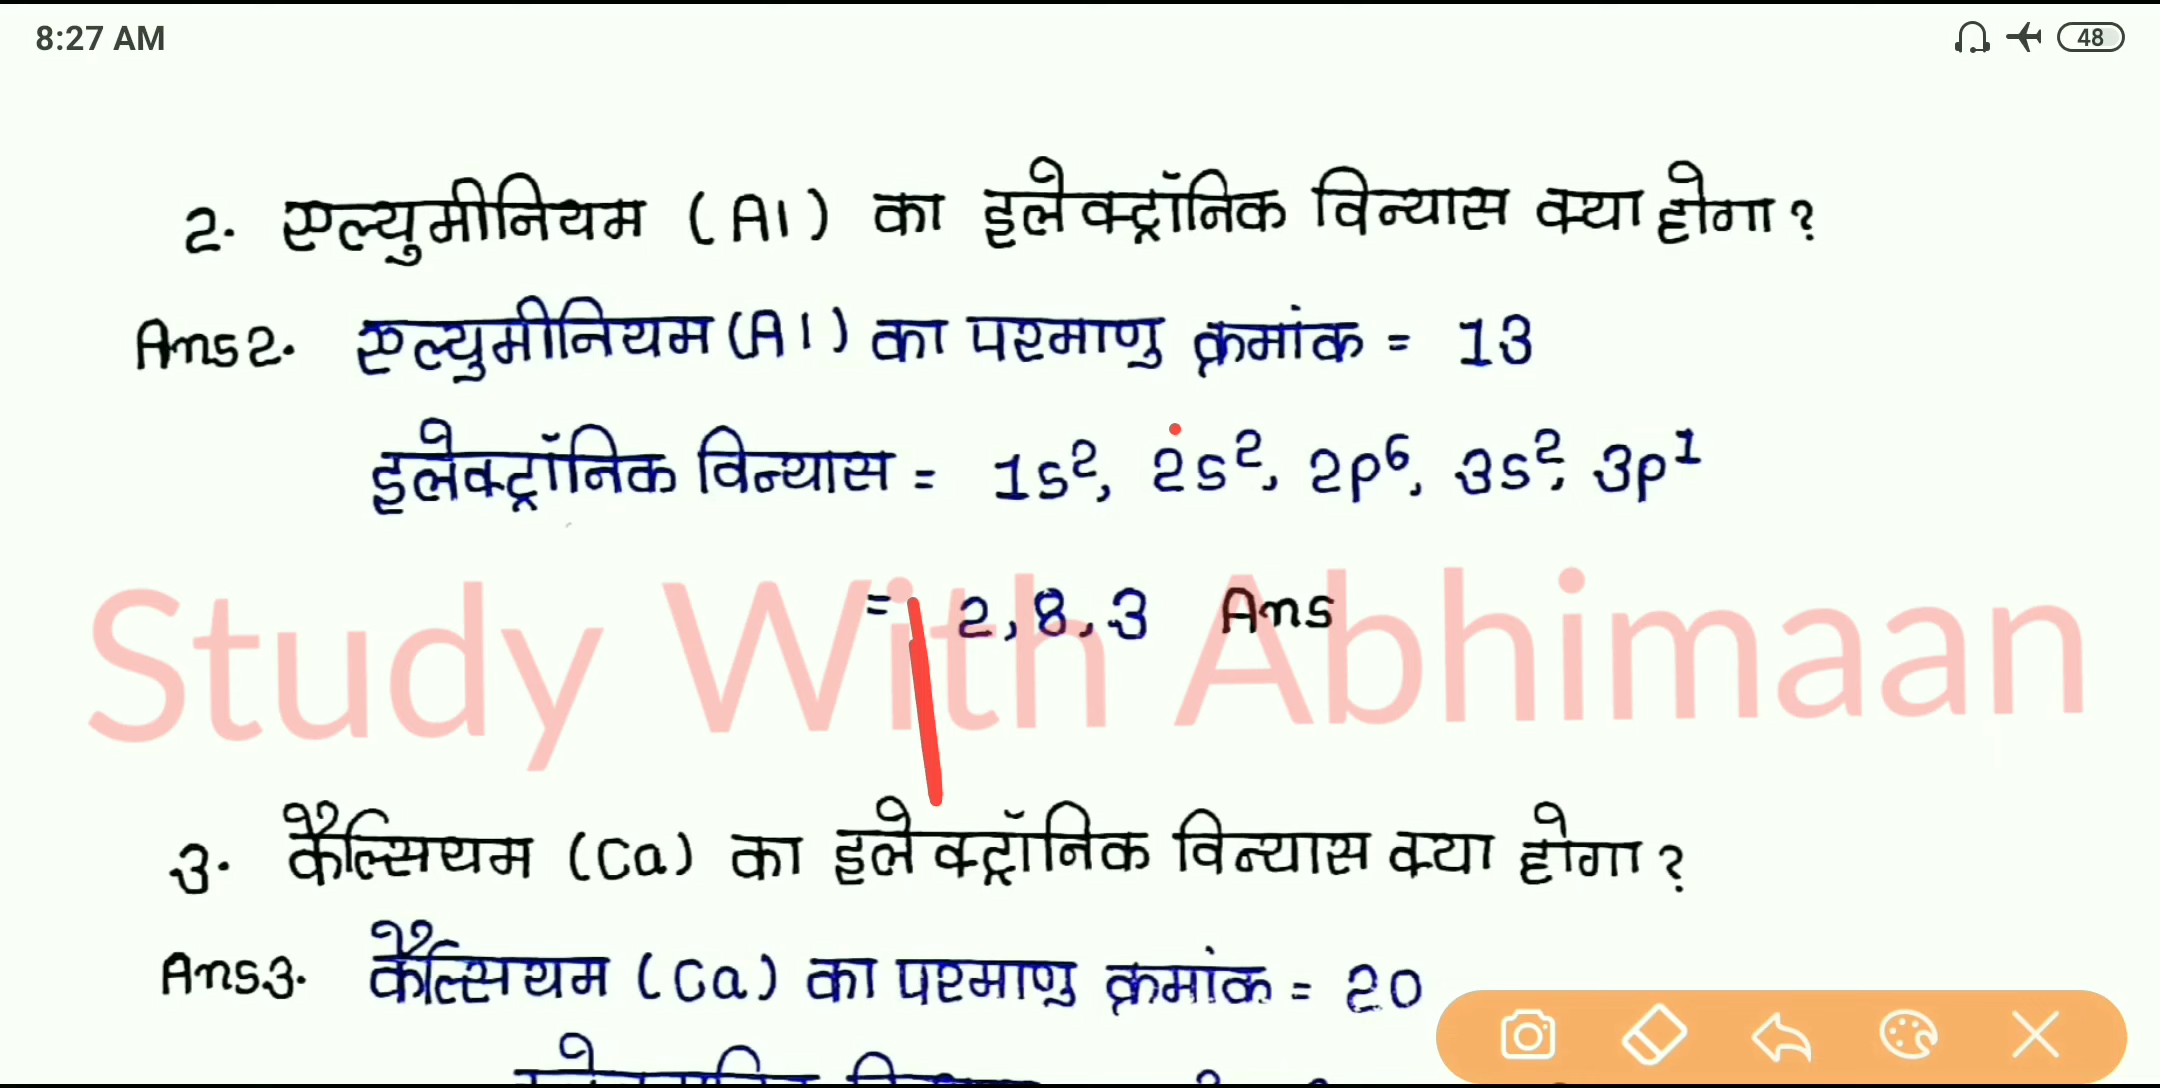 8:27 AM 48
2. एल्युमीनियम (Al) का इलेक्ट्रॉनिक विन्यास क्या होगा?
Ans2. एल्युमीनियम (Al) का परमाणु क्रमांक = 13
इलेक्ट्रॉनिक विन्यास = 1s², 2s², 2p⁶, 3s², 3p¹
= 2,8,3 Ans
Study With Abhimaan
3. कैल्सियम (Ca) का इलेक्ट्रॉनिक विन्यास क्या होगा?
Ans3. कैल्सियम (Ca) का परमाणु क्रमांक = 20